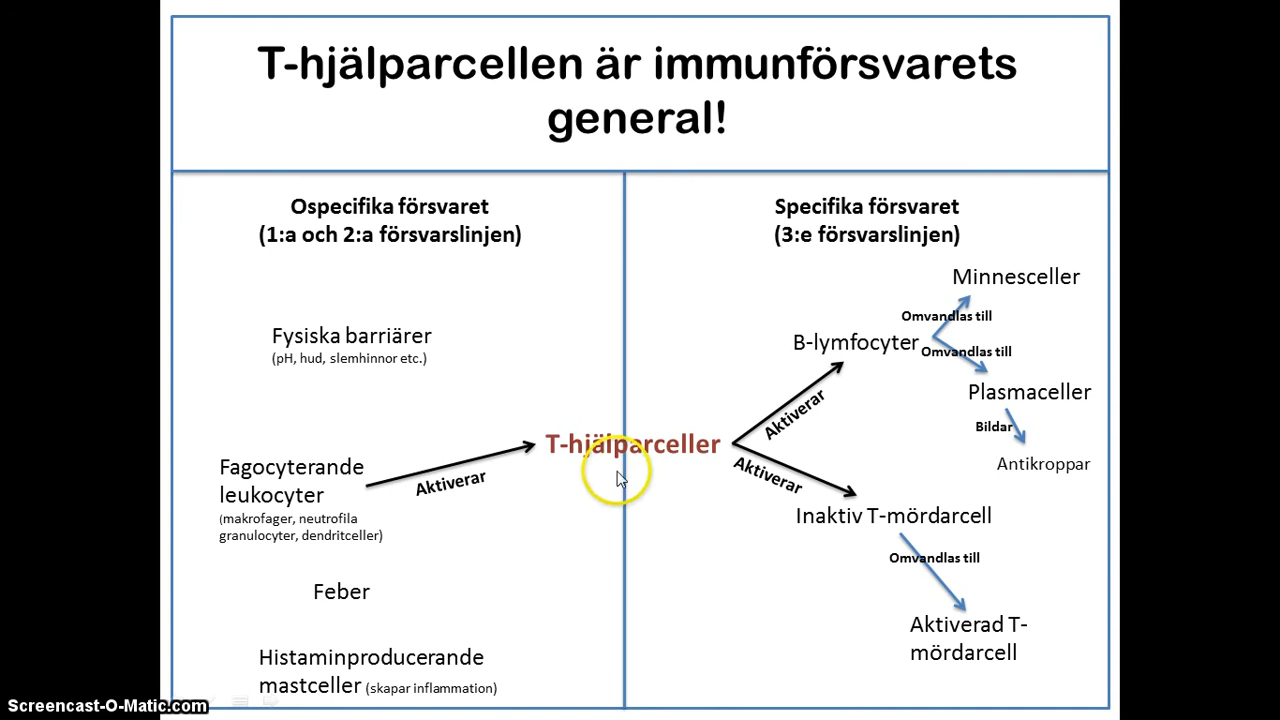 T-hjälparcellen är immunförsvarets
general!
Ospecifika försvaret
(1:a och 2:a försvarslinjen)
Fysiska barriärer
(pH, hud, slemhinnor etc.)
Fagocyterande
leukocyter
(makrofager, neutrofila
granulocyter, dendritceller)
Aktiverar
Feber
Histaminproducerande
mastceller (skapar inflammation)
T-hjälparceller
Specifika försvaret
(3:e försvarslinjen)
Minnesceller
Omvandlas till
B-lymfocyter
Omvandlas till
Plasmaceller
Aktiverar
Bildar
Antikroppar
Aktiverar
Inaktiv T-mördarcell
Omvandlas till
Aktiverad T-
mördarcell
Screencast-O-Matic.com